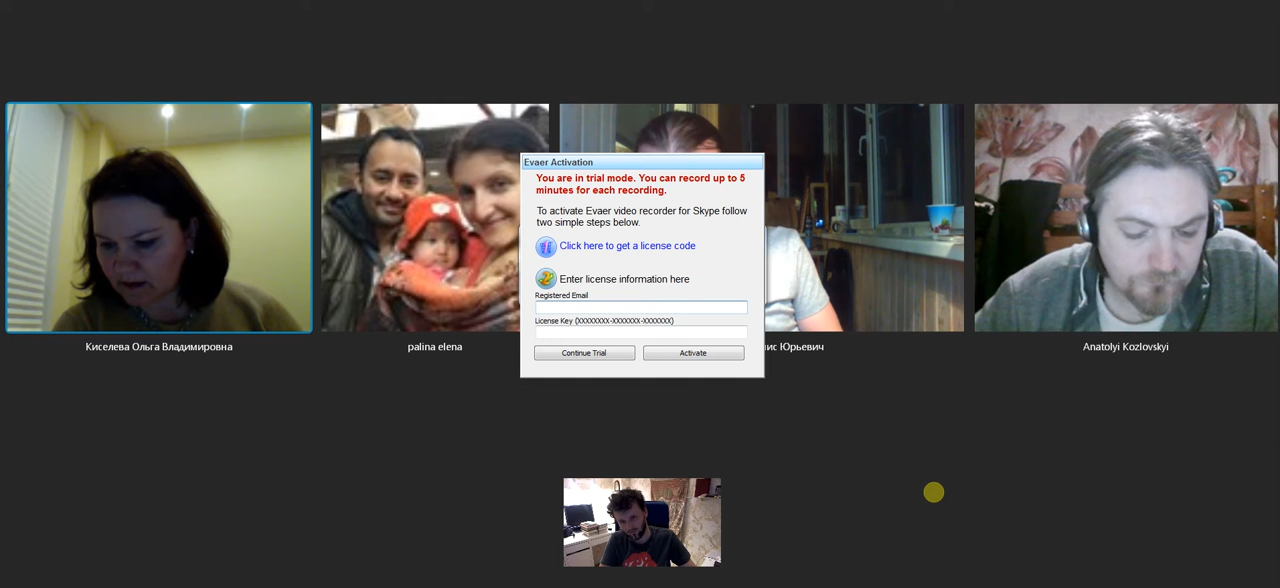 Evaer Activation
You are in trial mode. You can record up to 5
minutes for each recording.
To activate Evaer video recorder for Skype follow
two simple steps below.
Click here to get a license code
Enter license information here
Registered Email
License Key (XXXXXXXX-XXXXXXX-XXXXXXX)
Continue Trial Activate
Киселева Ольга Владимировна
palina elena
Юрьевич
Anatolyi Kozlovskyi